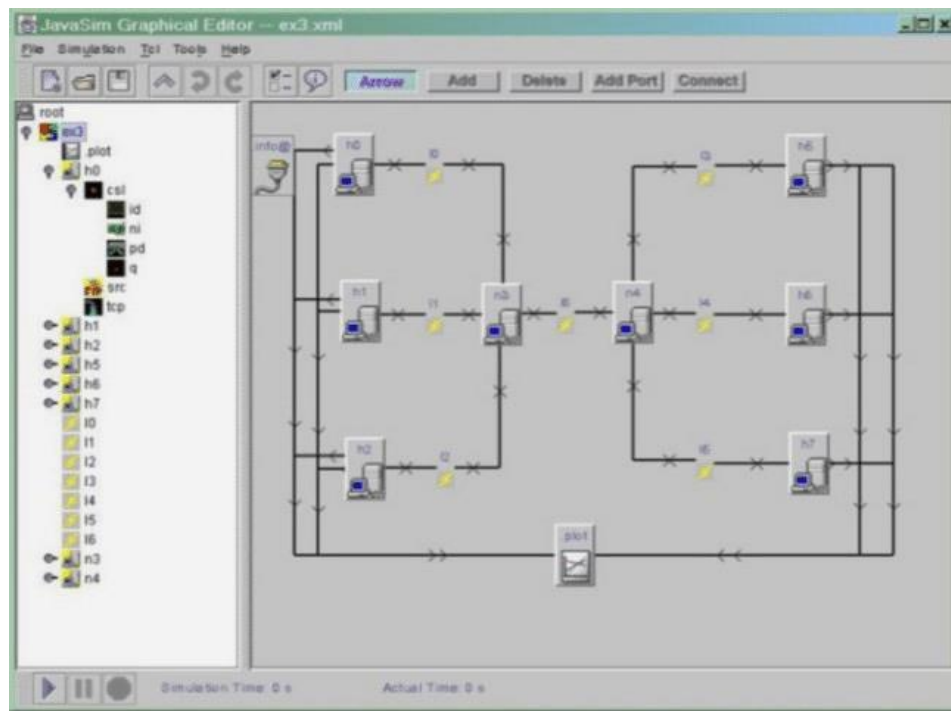 JavaSim Graphical Editor -- ex3.xml
File Simulation Tcl Tools Help
Arrow Add Delete Add Port Connect
root
ex3
.plot
h0
csl
id
ni
pd
q
src
tcp
h1
h2
h5
h6
h7
l0
l1
l2
l3
l4
l5
l6
n3
n4
.info@
h0 l0 l3 h5
h1 l1 n3 l6 n4 l4 h6
h2 l2 l5 h7
.plot
Simulation Time: 0 s Actual Time: 0 s